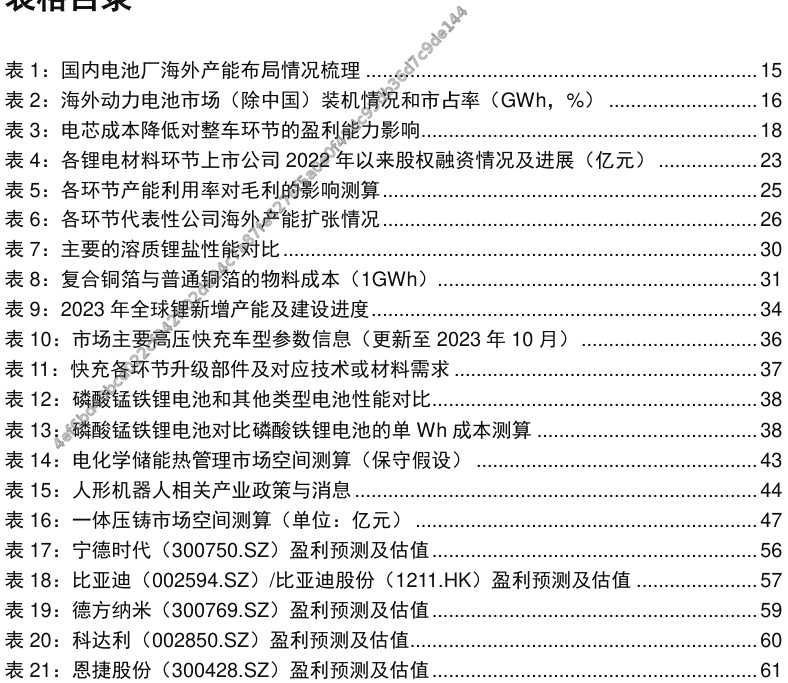 表格目录
表 1：国内电池厂海外产能布局情况梳理 ........ 15
表 2：海外动力电池市场（除中国）装机情况和市占率（GWh，%） ........ 16
表 3：电芯成本降低对整车环节的盈利能力影响........ 18
表 4：各锂电材料环节上市公司 2022 年以来股权融资情况及进展（亿元） ........ 23
表 5：各环节产能利用率对毛利的影响测算........ 25
表 6：各环节代表性公司海外产能扩张情况........ 26
表 7：主要的溶质锂盐性能对比........ 30
表 8：复合铜箔与普通铜箔的物料成本（1GWh）........ 31
表 9：2023 年全球锂新增产能及建设进度........ 34
表 10：市场主要高压快充车型参数信息（更新至 2023 年 10 月） ........ 36
表 11：快充各环节升级部件及对应技术或材料需求 ........ 37
表 12：磷酸锰铁锂电池和其他类型电池性能对比........ 38
表 13：磷酸锰铁锂电池对比磷酸铁锂电池的单 Wh 成本测算 ........ 38
表 14：电化学储能热管理市场空间测算（保守假设） ........ 43
表 15：人形机器人相关产业政策与消息........ 44
表 16：一体压铸市场空间测算（单位：亿元） ........ 47
表 17：宁德时代（300750.SZ）盈利预测及估值........ 56
表 18：比亚迪（002594.SZ）/比亚迪股份（1211.HK）盈利预测及估值 ........ 57
表 19：德方纳米（300769.SZ）盈利预测及估值........ 59
表 20：科达利（002850.SZ）盈利预测及估值........ 60
表 21：恩捷股份（300428.SZ）盈利预测及估值........ 61